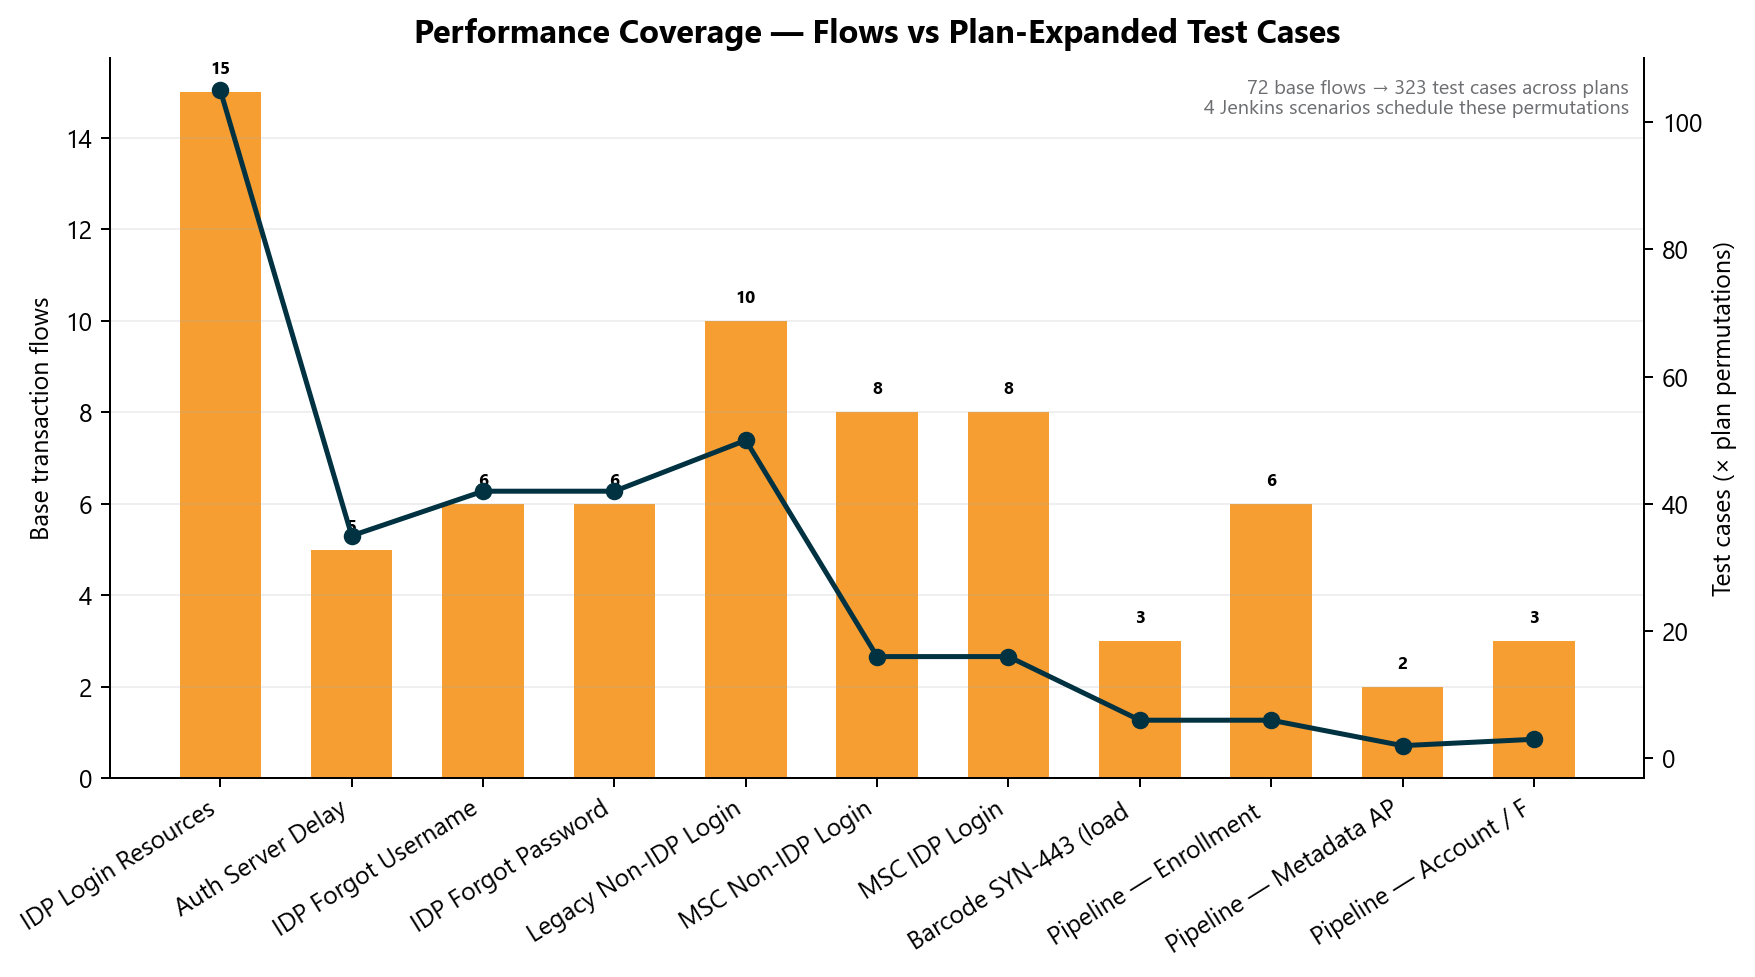 Performance Coverage — Flows vs Plan-Expanded Test Cases
72 base flows → 323 test cases across plans
4 Jenkins scenarios schedule these permutations
Base transaction flows
14
12
10
8
6
4
2
0
15
5
6
6
10
8
8
3
6
2
3
100
80
60
40
20
0
Test cases (× plan permutations)
IDP Login Resources
Auth Server Delay
IDP Forgot Username
IDP Forgot Password
Legacy Non-IDP Login
MSC Non-IDP Login
MSC IDP Login
Barcode SYN-443 (load
Pipeline — Enrollment
Pipeline — Metadata AP
Pipeline — Account / F